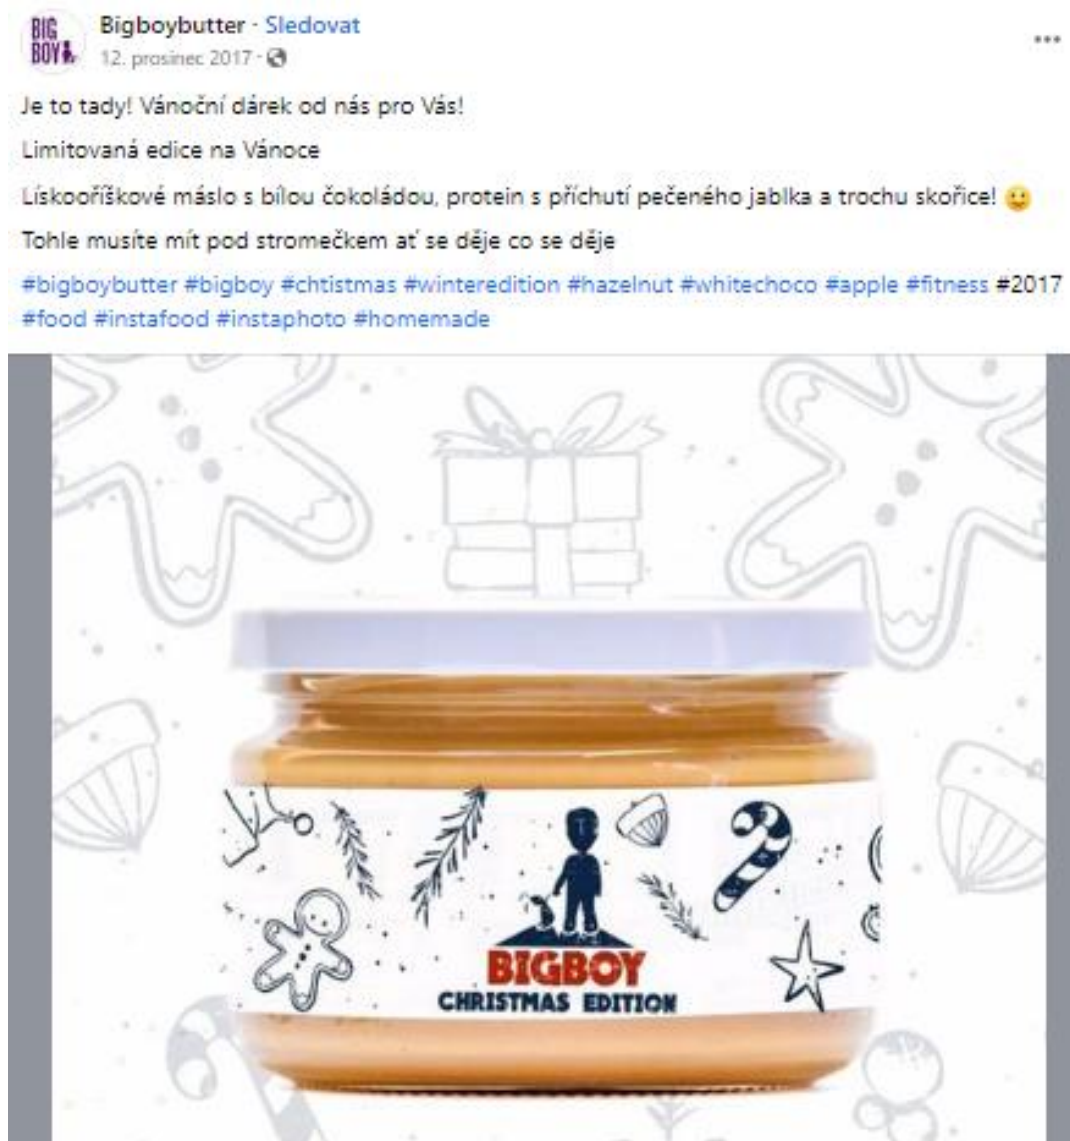 BIG
BOY
Bigboybutter · Sledovat
12. prosinec 2017 ·
Je to tady! Vánoční dárek od nás pro Vás!
Limitovaná edice na Vánoce
Lískooříškové máslo s bílou čokoládou, protein s příchutí pečeného jablka a trochu skořice! 🙂
Tohle musíte mít pod stromečkem ať se děje co se děje
#bigboybutter #bigboy #chtistmas #winteredition #hazelnut #whitechoco #apple #fitness #2017
#food #instafood #instaphoto #homemade
BIGBOY
CHRISTMAS EDITION